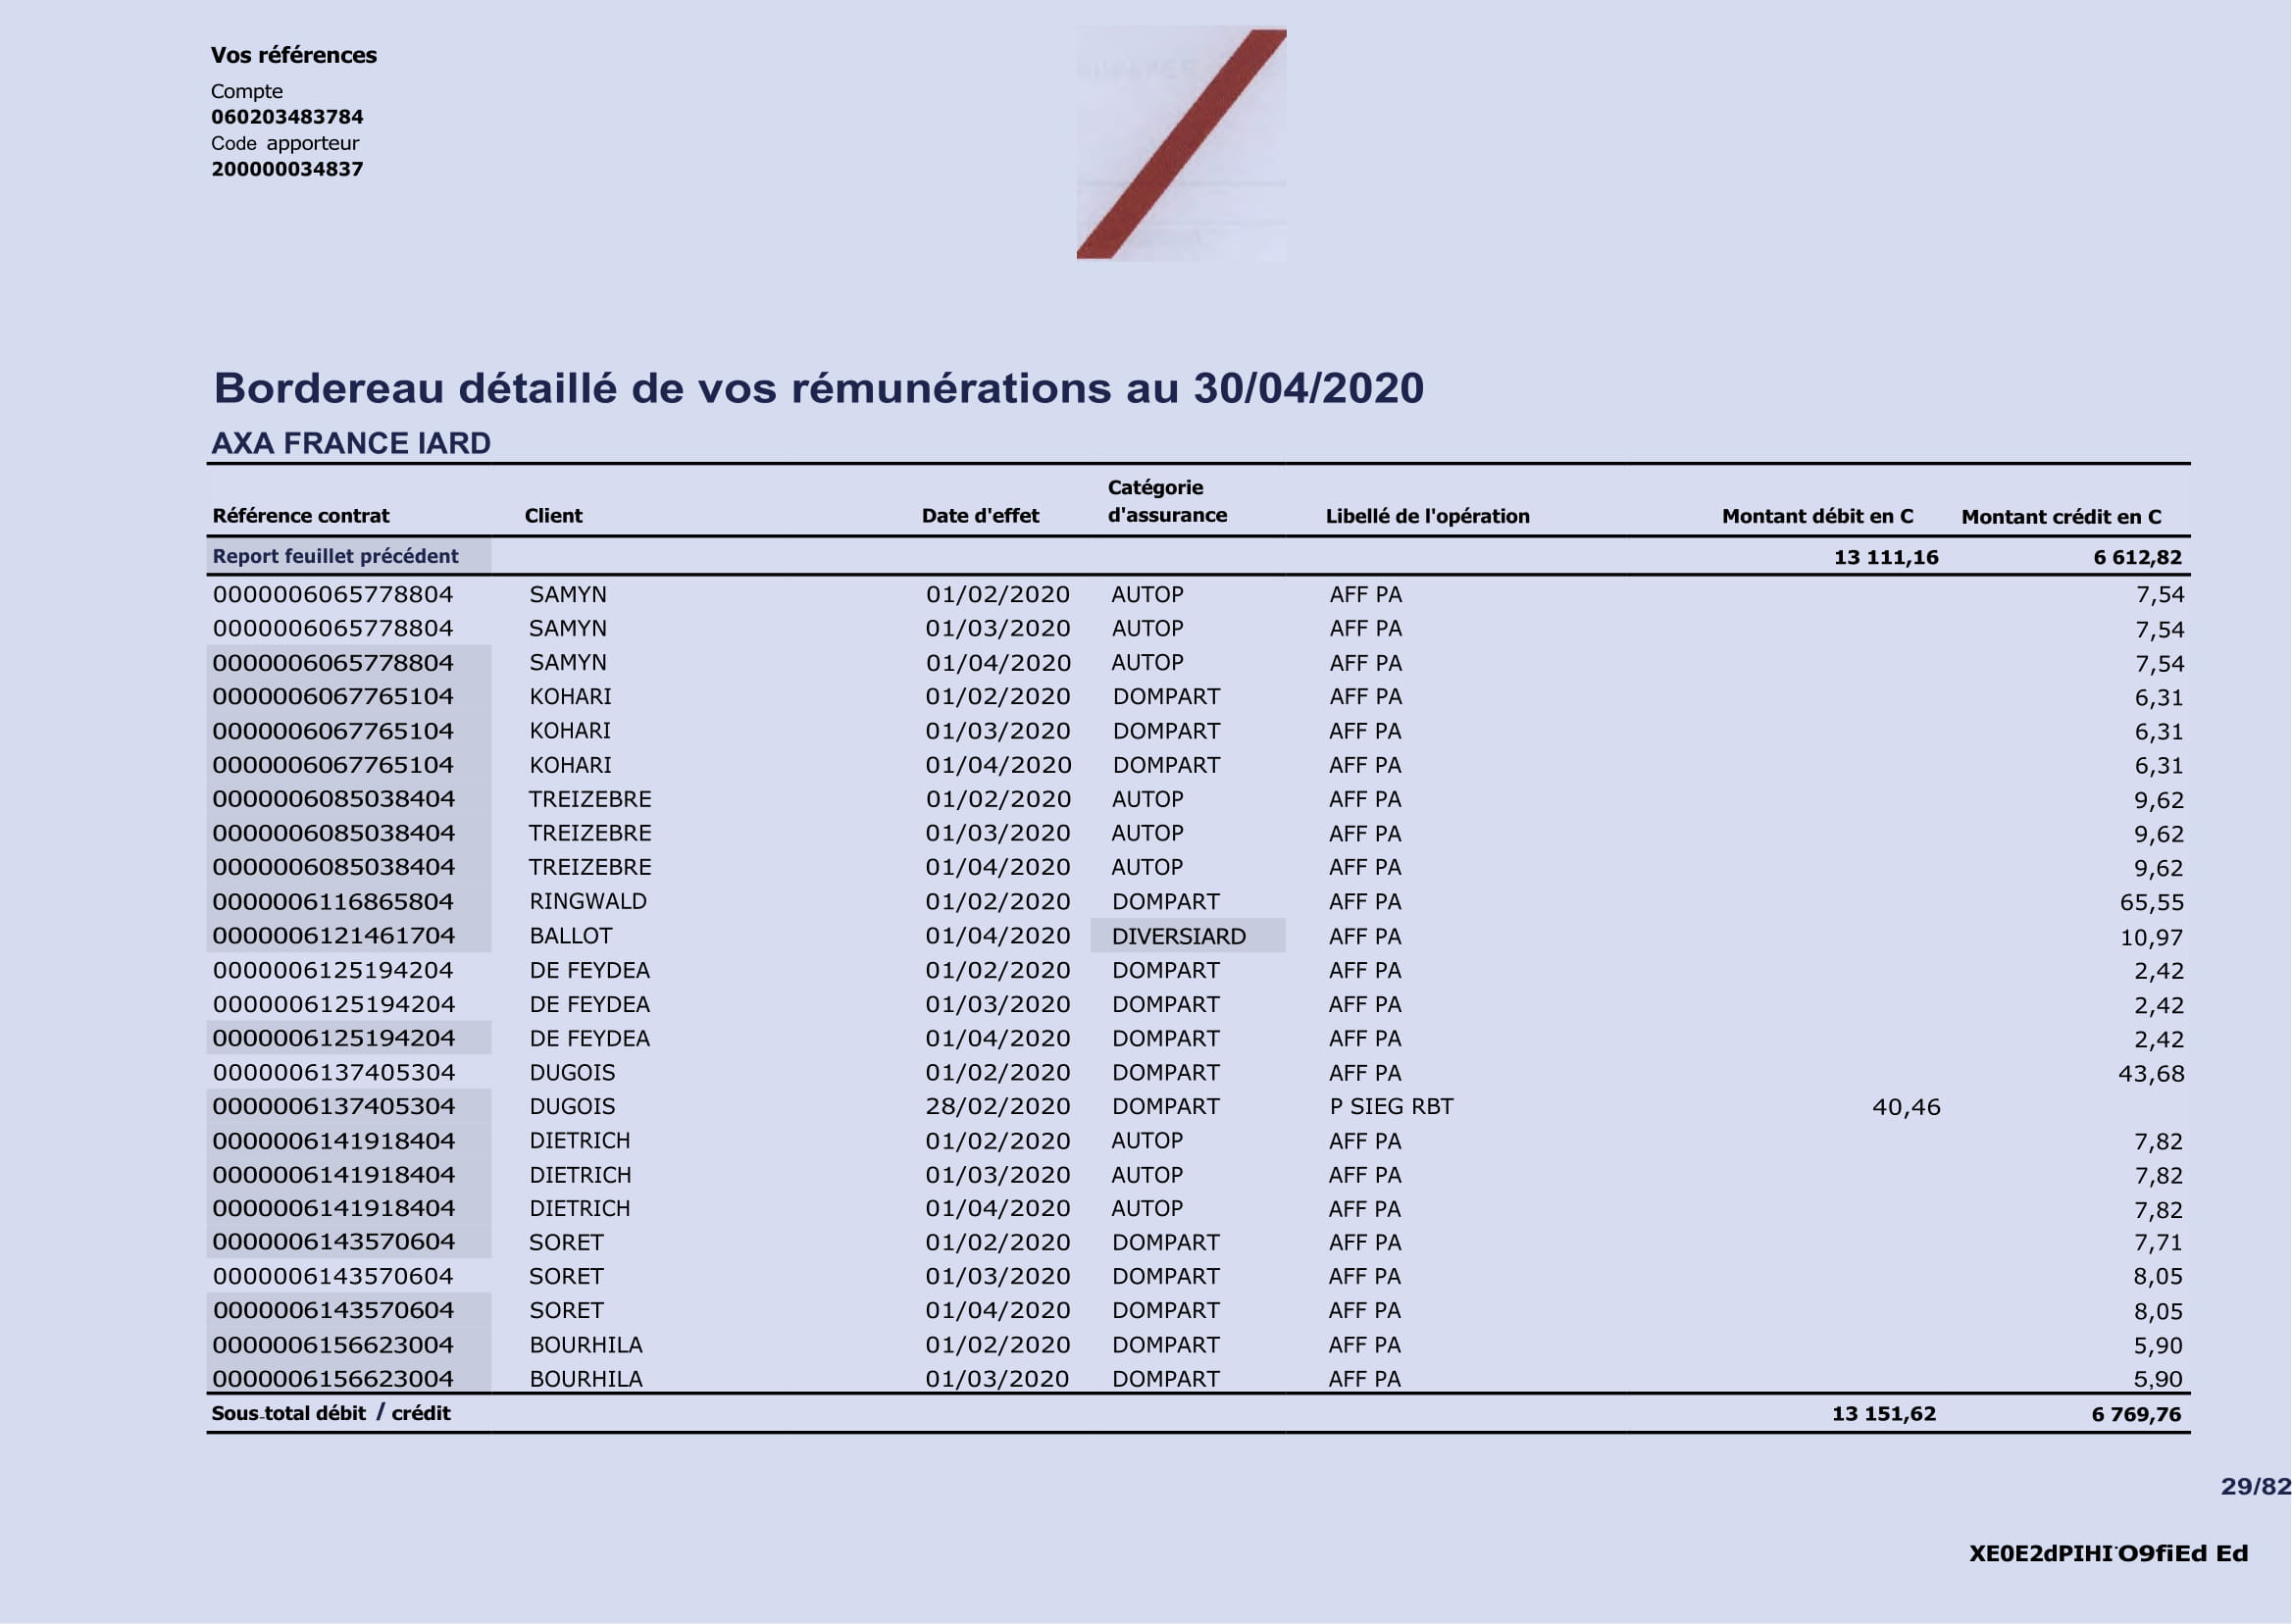 Vos références
Compte
060203483784
Code apporteur
200000034837
Bordereau détaillé de vos rémunérations au 30/04/2020
AXA FRANCE IARD
Référence contrat Client Date d'effet Catégorie d'assurance Libellé de l'opération Montant débit en C Montant crédit en C
Report feuillet précédent 13 111,16 6 612,82
0000006065778804 SAMYN 01/02/2020 AUTOP AFF PA 7,54
0000006065778804 SAMYN 01/03/2020 AUTOP AFF PA 7,54
0000006065778804 SAMYN 01/04/2020 AUTOP AFF PA 7,54
0000006067765104 KOHARI 01/02/2020 DOMPART AFF PA 6,31
0000006067765104 KOHARI 01/03/2020 DOMPART AFF PA 6,31
0000006067765104 KOHARI 01/04/2020 DOMPART AFF PA 6,31
0000006085038404 TREIZEBRE 01/02/2020 AUTOP AFF PA 9,62
0000006085038404 TREIZEBRE 01/03/2020 AUTOP AFF PA 9,62
0000006085038404 TREIZEBRE 01/04/2020 AUTOP AFF PA 9,62
0000006116865804 RINGWALD 01/02/2020 DOMPART AFF PA 65,55
0000006121461704 BALLOT 01/04/2020 DIVERSIARD AFF PA 10,97
0000006125194204 DE FEYDEA 01/02/2020 DOMPART AFF PA 2,42
0000006125194204 DE FEYDEA 01/03/2020 DOMPART AFF PA 2,42
0000006125194204 DE FEYDEA 01/04/2020 DOMPART AFF PA 2,42
0000006137405304 DUGOIS 01/02/2020 DOMPART AFF PA 43,68
0000006137405304 DUGOIS 28/02/2020 DOMPART P SIEG RBT 40,46
0000006141918404 DIETRICH 01/02/2020 AUTOP AFF PA 7,82
0000006141918404 DIETRICH 01/03/2020 AUTOP AFF PA 7,82
0000006141918404 DIETRICH 01/04/2020 AUTOP AFF PA 7,82
0000006143570604 SORET 01/02/2020 DOMPART AFF PA 7,71
0000006143570604 SORET 01/03/2020 DOMPART AFF PA 8,05
0000006143570604 SORET 01/04/2020 DOMPART AFF PA 8,05
0000006156623004 BOURHILA 01/02/2020 DOMPART AFF PA 5,90
0000006156623004 BOURHILA 01/03/2020 DOMPART AFF PA 5,90
Sous-total débit / crédit 13 151,62 6 769,76
29/82
XE0E2dPIHI·O9fiEd Ed